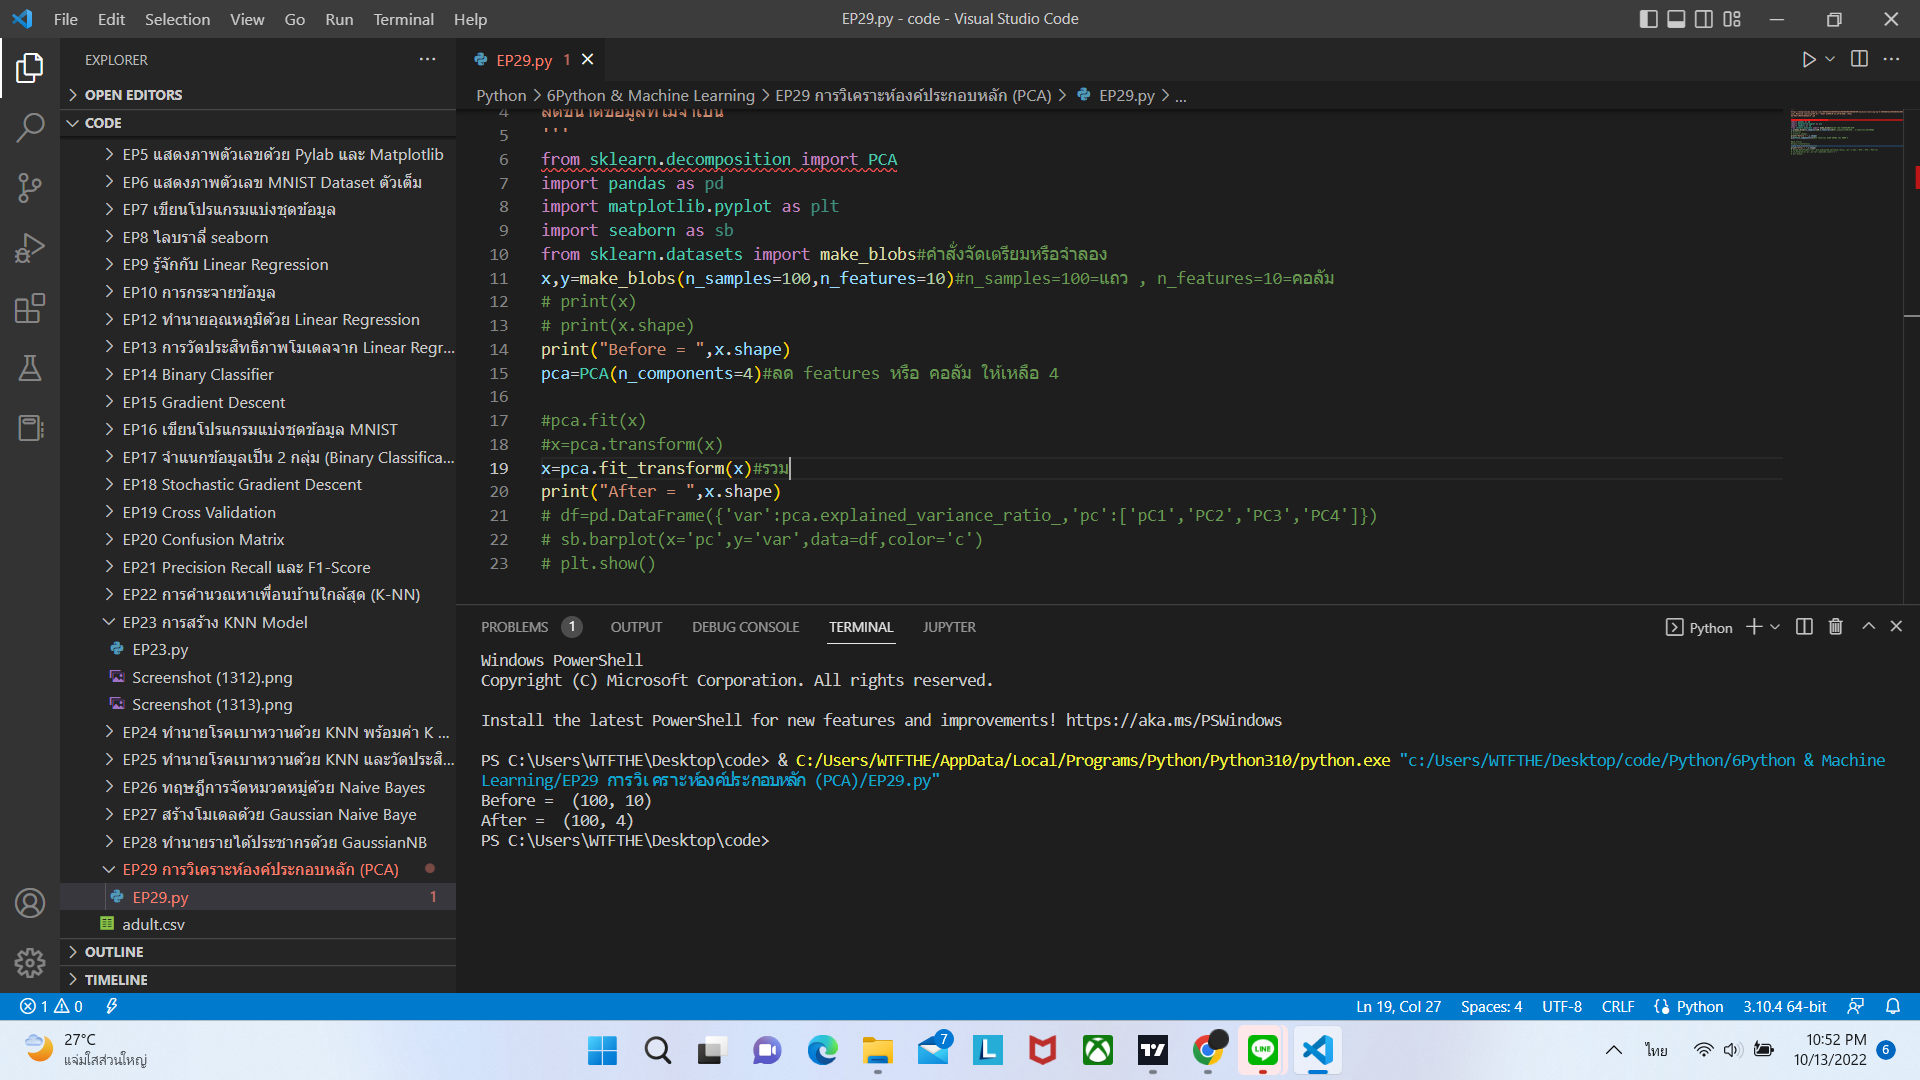 File Edit Selection View Go Run Terminal Help
EP29.py - code - Visual Studio Code
EXPLORER
OPEN EDITORS
CODE
EP5 แสดงภาพตัวเลขด้วย Pylab และ Matplotlib
EP6 แสดงภาพตัวเลข MNIST Dataset ตัวเต็ม
EP7 เขียนโปรแกรมแบ่งชุดข้อมูล
EP8 ไลบราลี่ seaborn
EP9 รู้จักกับ Linear Regression
EP10 การกระจายข้อมูล
EP12 ทำนายอุณหภูมิด้วย Linear Regression
EP13 การวัดประสิทธิภาพโมเดลจาก Linear Regr...
EP14 Binary Classifier
EP15 Gradient Descent
EP16 เขียนโปรแกรมแบ่งชุดข้อมูล MNIST
EP17 จำแนกข้อมูลเป็น 2 กลุ่ม (Binary Classifica...
EP18 Stochastic Gradient Descent
EP19 Cross Validation
EP20 Confusion Matrix
EP21 Precision Recall และ F1-Score
EP22 การคำนวณหาเพื่อนบ้านใกล้สุด (K-NN)
EP23 การสร้าง KNN Model
EP23.py
Screenshot (1312).png
Screenshot (1313).png
EP24 ทำนายโรคเบาหวานด้วย KNN พร้อมค่า K ...
EP25 ทำนายโรคเบาหวานด้วย KNN และวัดประสิ...
EP26 ทฤษฎีการจัดหมวดหมู่ด้วย Naive Bayes
EP27 สร้างโมเดลด้วย Gaussian Naive Baye
EP28 ทำนายรายได้ประชากรด้วย GaussianNB
EP29 การวิเคราะห์องค์ประกอบหลัก (PCA)
EP29.py 1
adult.csv
OUTLINE
TIMELINE
EP29.py 1
Python > 6Python & Machine Learning > EP29 การวิเคราะห์องค์ประกอบหลัก (PCA) > EP29.py > ...
4 ลดขนาดข้อมูลที่ไม่จำเป็น
5 '''
6 from sklearn.decomposition import PCA
7 import pandas as pd
8 import matplotlib.pyplot as plt
9 import seaborn as sb
10 from sklearn.datasets import make_blobs#คำสั่งจัดเตรียมหรือจำลอง
11 x,y=make_blobs(n_samples=100,n_features=10)#n_samples=100=แถว , n_features=10=คอลัม
12 # print(x)
13 # print(x.shape)
14 print("Before = ",x.shape)
15 pca=PCA(n_components=4)#ลด features หรือ คอลัม ให้เหลือ 4
16
17 #pca.fit(x)
18 #x=pca.transform(x)
19 x=pca.fit_transform(x)#รวม
20 print("After = ",x.shape)
21 # df=pd.DataFrame({'var':pca.explained_variance_ratio_,'pc':['pC1','PC2','PC3','PC4']})
22 # sb.barplot(x='pc',y='var',data=df,color='c')
23 # plt.show()
PROBLEMS 1 OUTPUT DEBUG CONSOLE TERMINAL JUPYTER
Python
Windows PowerShell
Copyright (C) Microsoft Corporation. All rights reserved.
Install the latest PowerShell for new features and improvements! https://aka.ms/PSWindows
PS C:\Users\WTFTHE\Desktop\code> & C:/Users/WTFTHE/AppData/Local/Programs/Python/Python310/python.exe "c:/Users/WTFTHE/Desktop/code/Python/6Python & Machine
Learning/EP29 การวิเคราะห์องค์ประกอบหลัก (PCA)/EP29.py"
Before =  (100, 10)
After =  (100, 4)
PS C:\Users\WTFTHE\Desktop\code>
1 0
Ln 19, Col 27 Spaces: 4 UTF-8 CRLF Python 3.10.4 64-bit
27°C
แจ่มใสส่วนใหญ่
7
LINE
ไทย
10:52 PM
10/13/2022
6